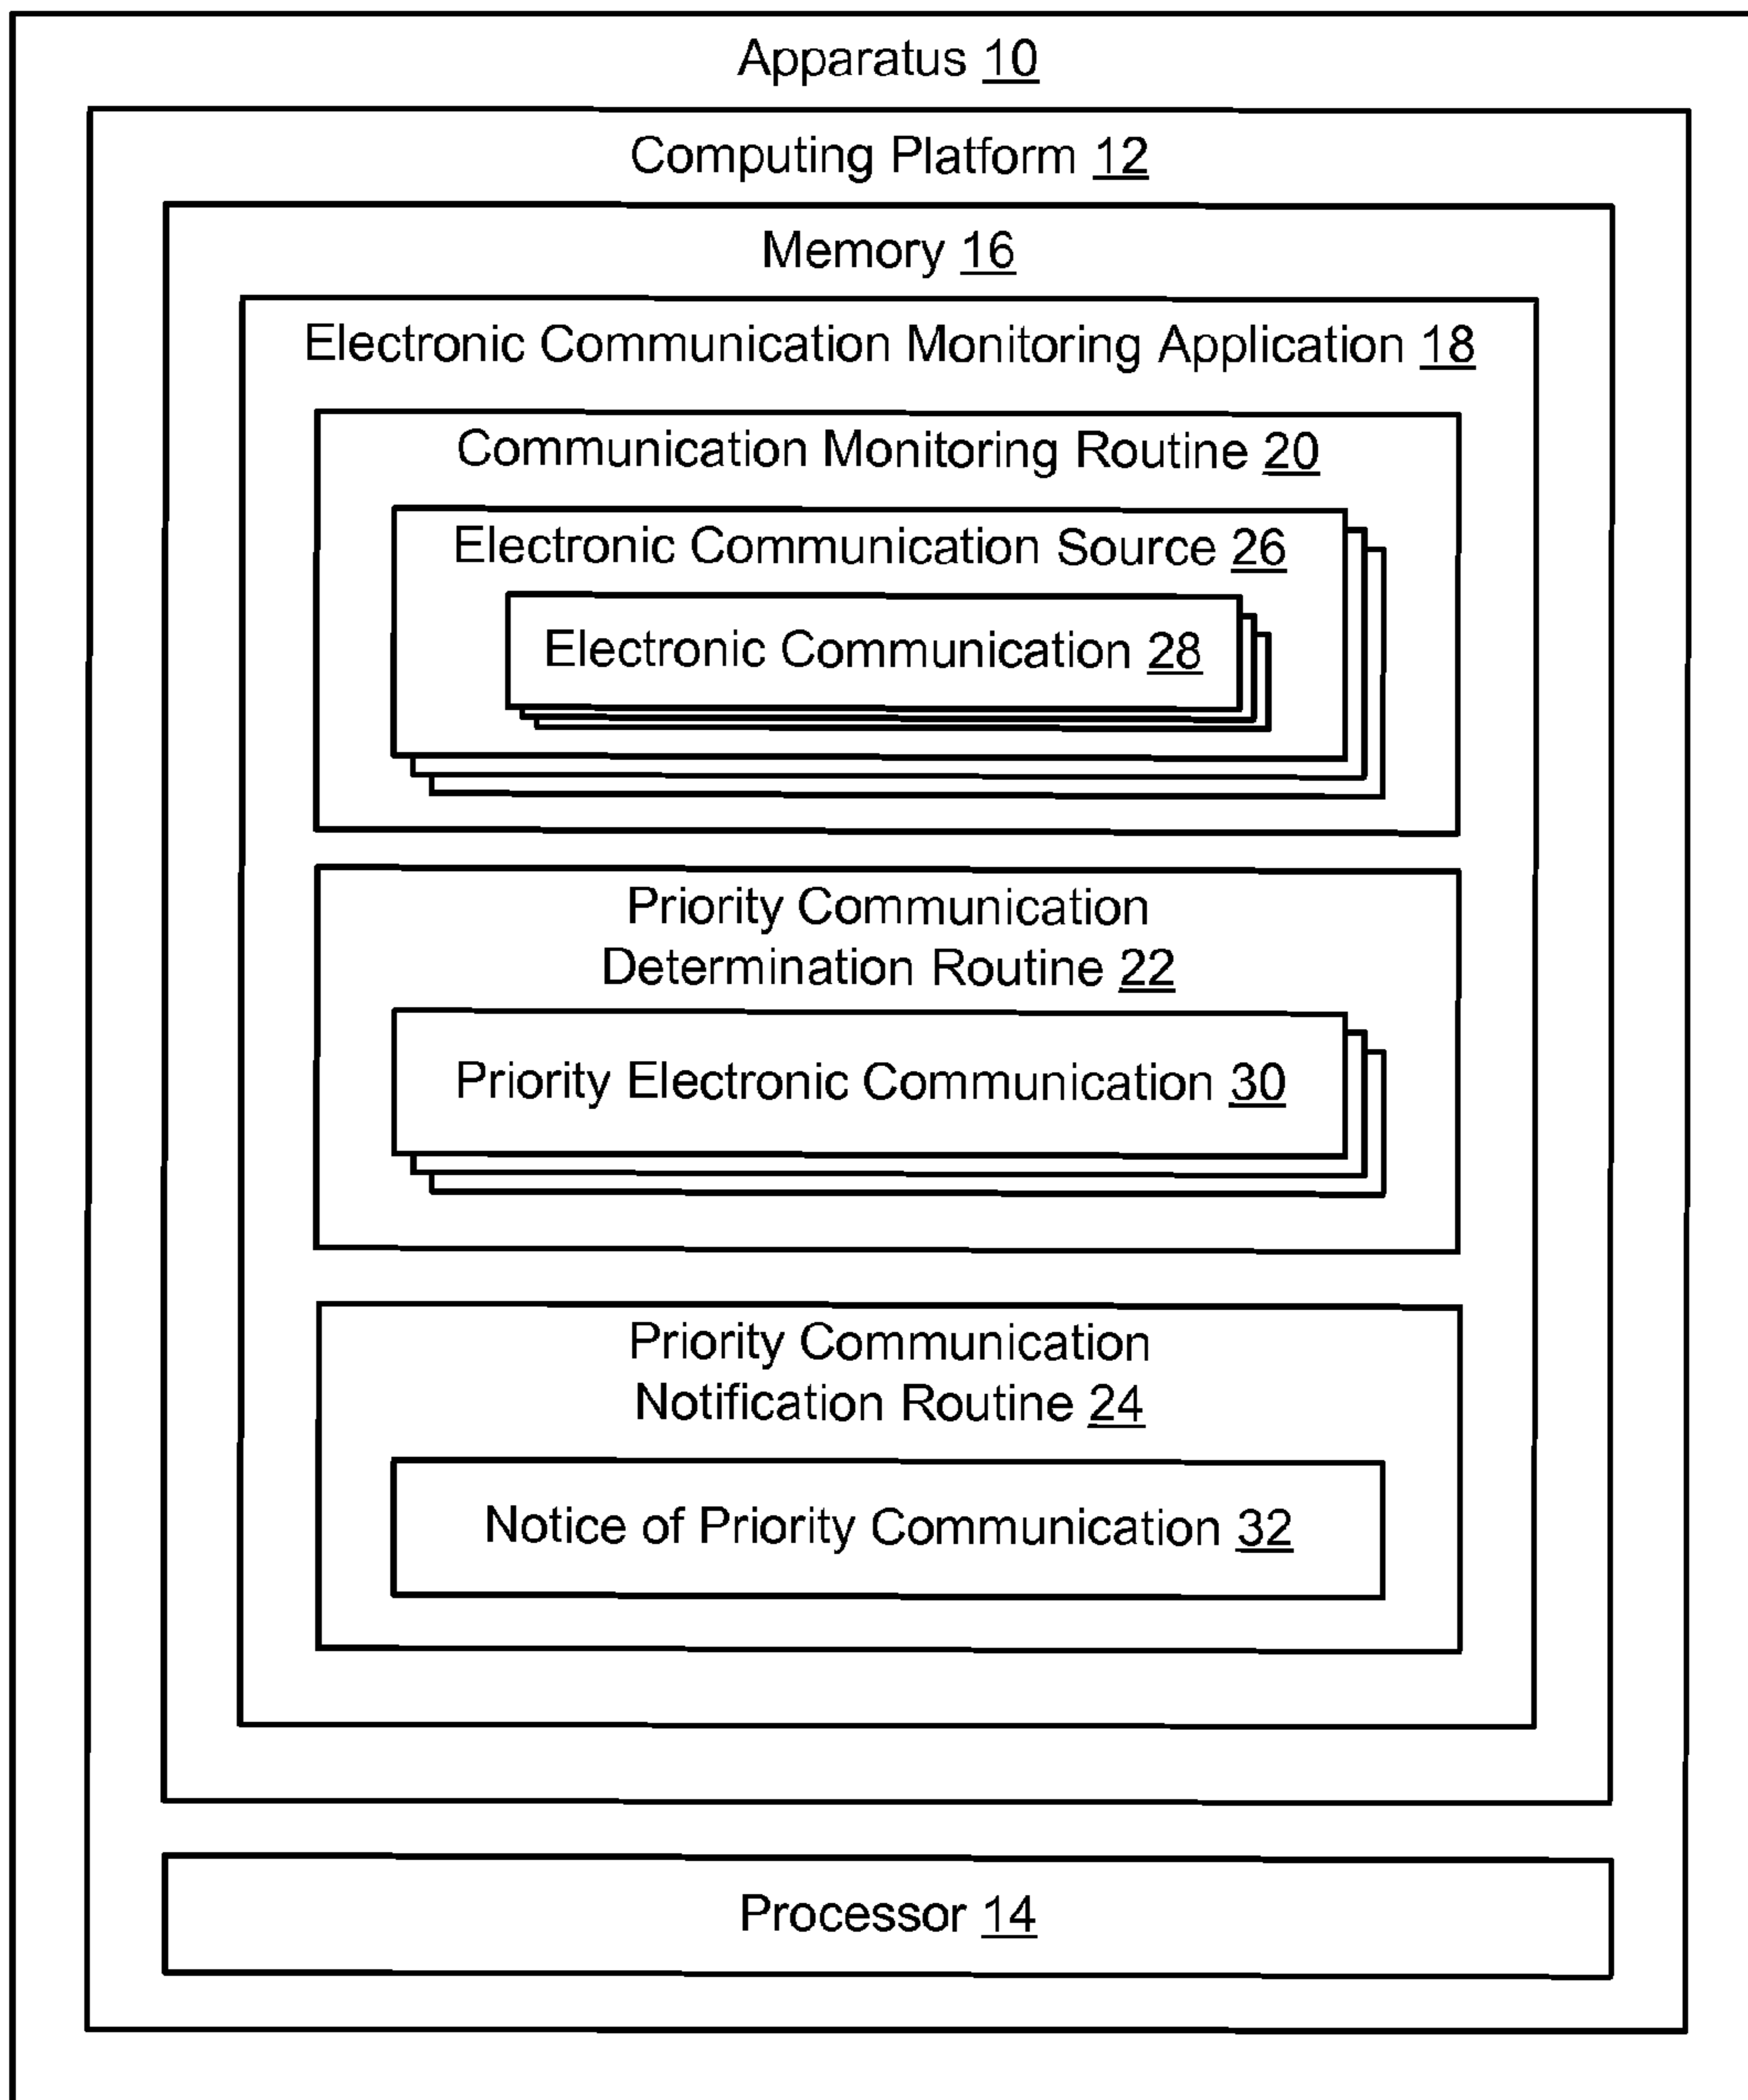 Apparatus 10
Computing Platform 12
Memory 16
Electronic Communication Monitoring Application 18
Communication Monitoring Routine 20
Electronic Communication Source 26
Electronic Communication 28
Priority Communication
Determination Routine 22
Priority Electronic Communication 30
Priority Communication
Notification Routine 24
Notice of Priority Communication 32
Processor 14